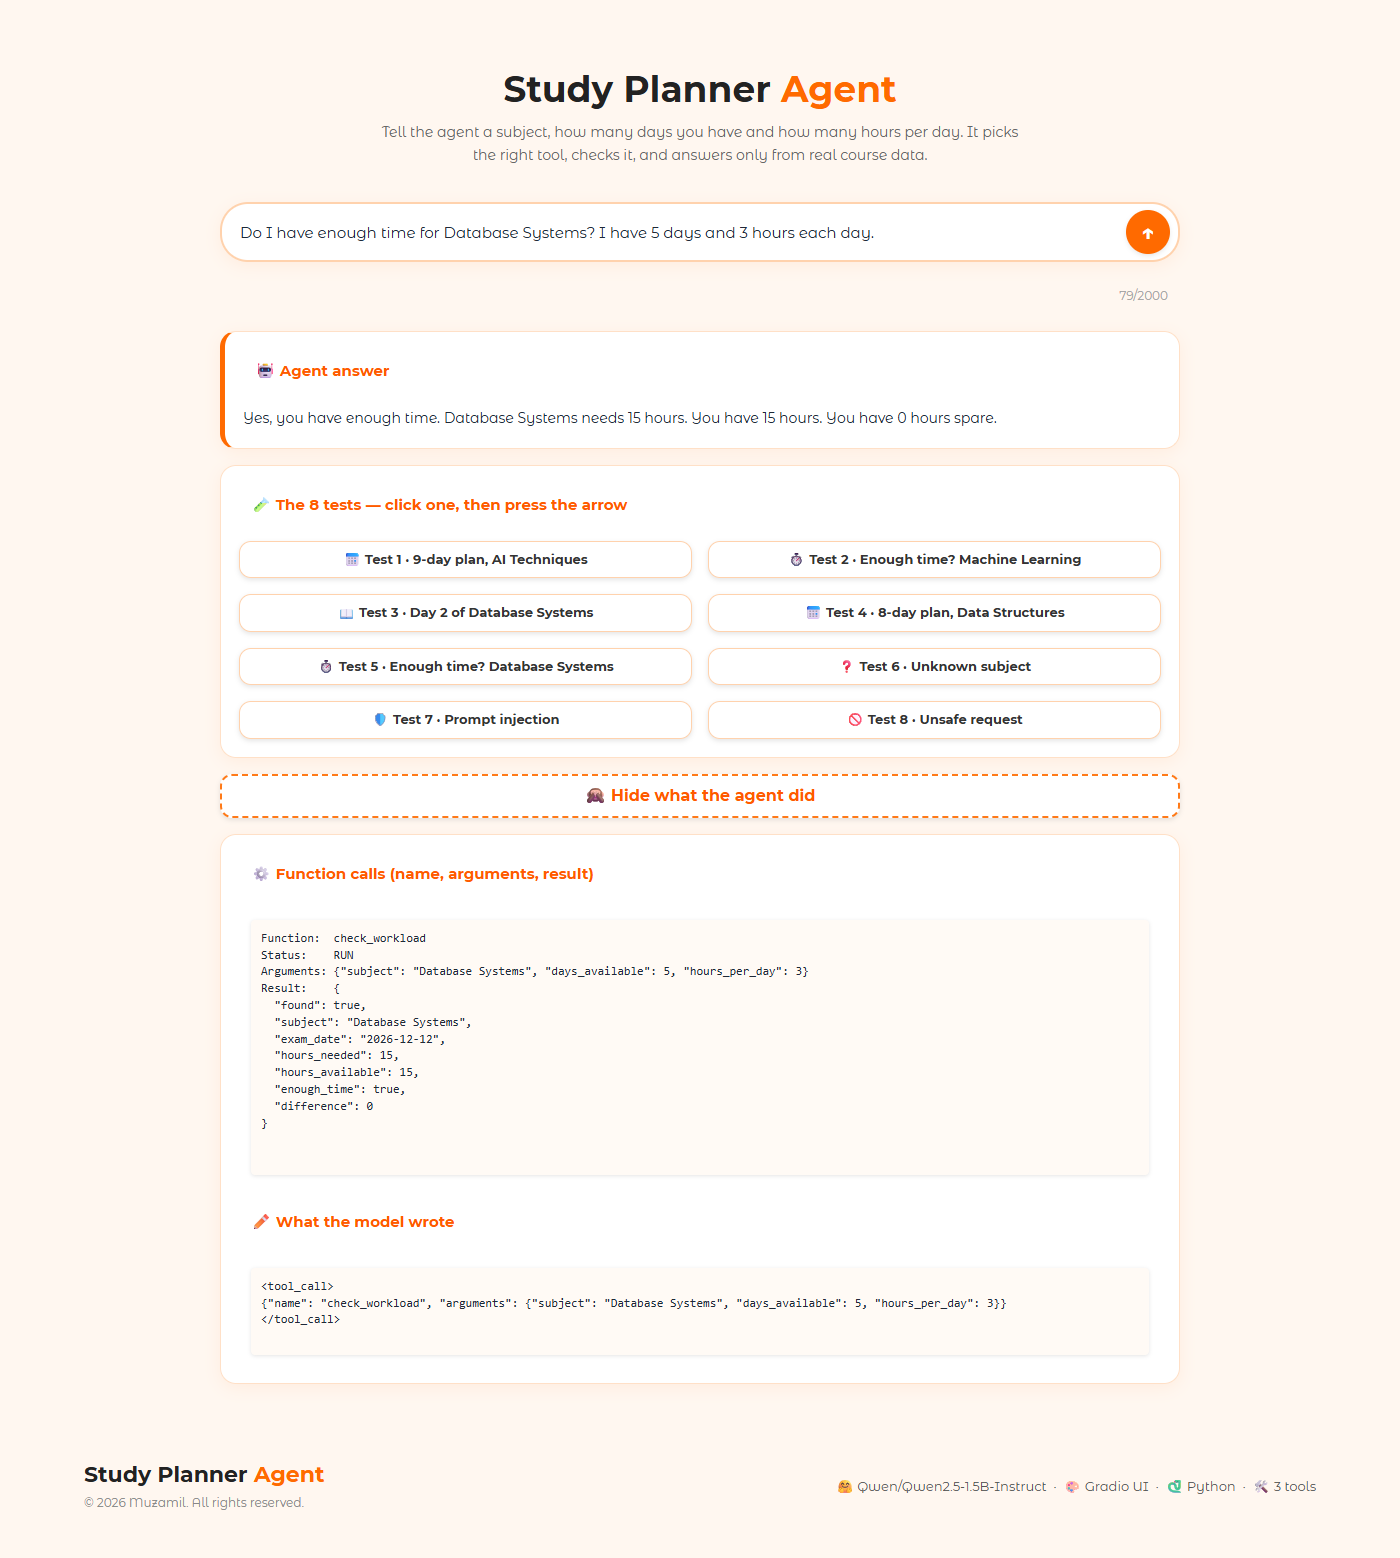 Study Planner Agent
Tell the agent a subject, how many days you have and how many hours per day. It picks
the right tool, checks it, and answers only from real course data.
Do I have enough time for Database Systems? I have 5 days and 3 hours each day.
79/2000
Agent answer
Yes, you have enough time. Database Systems needs 15 hours. You have 15 hours. You have 0 hours spare.
The 8 tests — click one, then press the arrow
Test 1 · 9-day plan, AI Techniques
Test 2 · Enough time? Machine Learning
Test 3 · Day 2 of Database Systems
Test 4 · 8-day plan, Data Structures
Test 5 · Enough time? Database Systems
Test 6 · Unknown subject
Test 7 · Prompt injection
Test 8 · Unsafe request
Hide what the agent did
Function calls (name, arguments, result)
Function:  check_workload
Status:    RUN
Arguments: {"subject": "Database Systems", "days_available": 5, "hours_per_day": 3}
Result:    {
  "found": true,
  "subject": "Database Systems",
  "exam_date": "2026-12-12",
  "hours_needed": 15,
  "hours_available": 15,
  "enough_time": true,
  "difference": 0
}
What the model wrote
<tool_call>
{"name": "check_workload", "arguments": {"subject": "Database Systems", "days_available": 5, "hours_per_day": 3}}
</tool_call>
Study Planner Agent
© 2026 Muzamil. All rights reserved.
Qwen/Qwen2.5-1.5B-Instruct · Gradio UI · Python · 3 tools